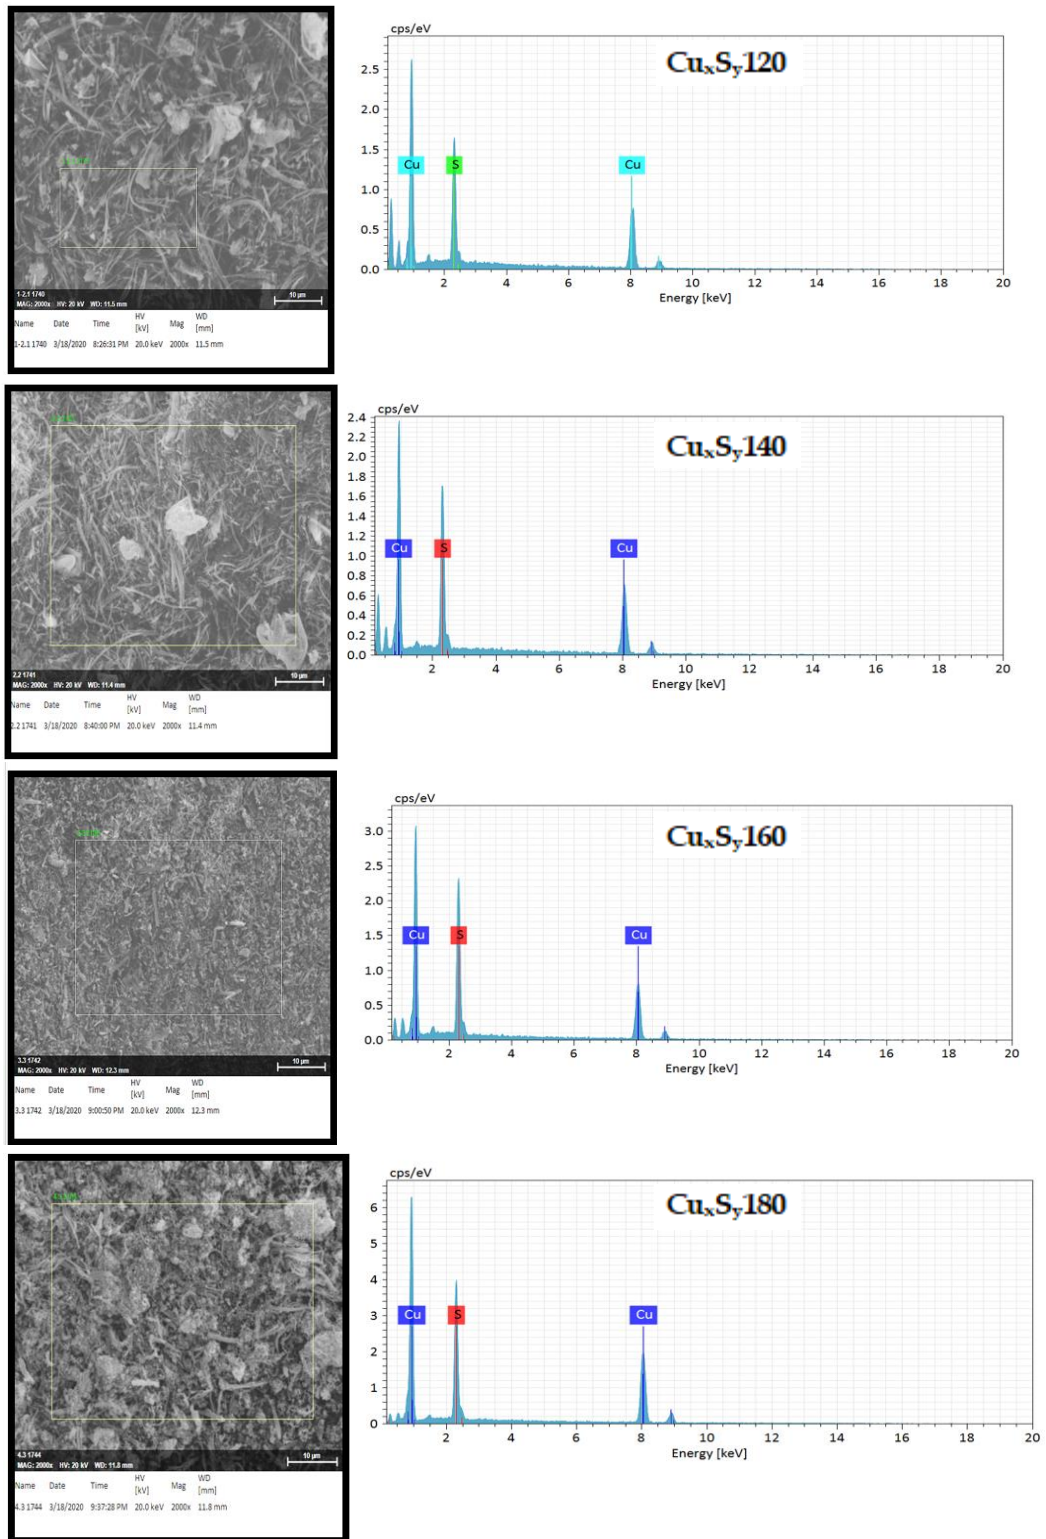 cps/eV
CuₓSᵧ120
2.5
2.0
1.5
1.0
0.5
0.0
Cu
S
Cu
2 4 6 8 10 12 14 16 18 20
Energy [keV]
1-2.1 1740
MAG: 2000x HV: 20 kV WD: 11.5 mm
10 µm
Name Date Time HV [kV] Mag WD [mm]
1-2.1 1740 3/18/2020 8:26:31 PM 20.0 keV 2000x 11.5 mm
cps/eV
CuₓSᵧ140
2.4
2.2
2.0
1.8
1.6
1.4
1.2
1.0
0.8
0.6
0.4
0.2
0.0
Cu
S
Cu
2 4 6 8 10 12 14 16 18 20
Energy [keV]
2.2 1741
MAG: 2000x HV: 20 kV WD: 11.4 mm
10 µm
Name Date Time HV [kV] Mag WD [mm]
2.2 1741 3/18/2020 8:40:00 PM 20.0 keV 2000x 11.4 mm
cps/eV
CuₓSᵧ160
3.0
2.5
2.0
1.5
1.0
0.5
0.0
Cu
S
Cu
2 4 6 8 10 12 14 16 18 20
Energy [keV]
3.3 1742
MAG: 2000x HV: 20 kV WD: 12.3 mm
10 µm
Name Date Time HV [kV] Mag WD [mm]
3.3 1742 3/18/2020 9:00:50 PM 20.0 keV 2000x 12.3 mm
cps/eV
CuₓSᵧ180
6
5
4
3
2
1
0
Cu
S
Cu
2 4 6 8 10 12 14 16 18 20
Energy [keV]
4.3 1744
MAG: 2000x HV: 20 kV WD: 11.8 mm
10 µm
Name Date Time HV [kV] Mag WD [mm]
4.3 1744 3/18/2020 9:37:28 PM 20.0 keV 2000x 11.8 mm